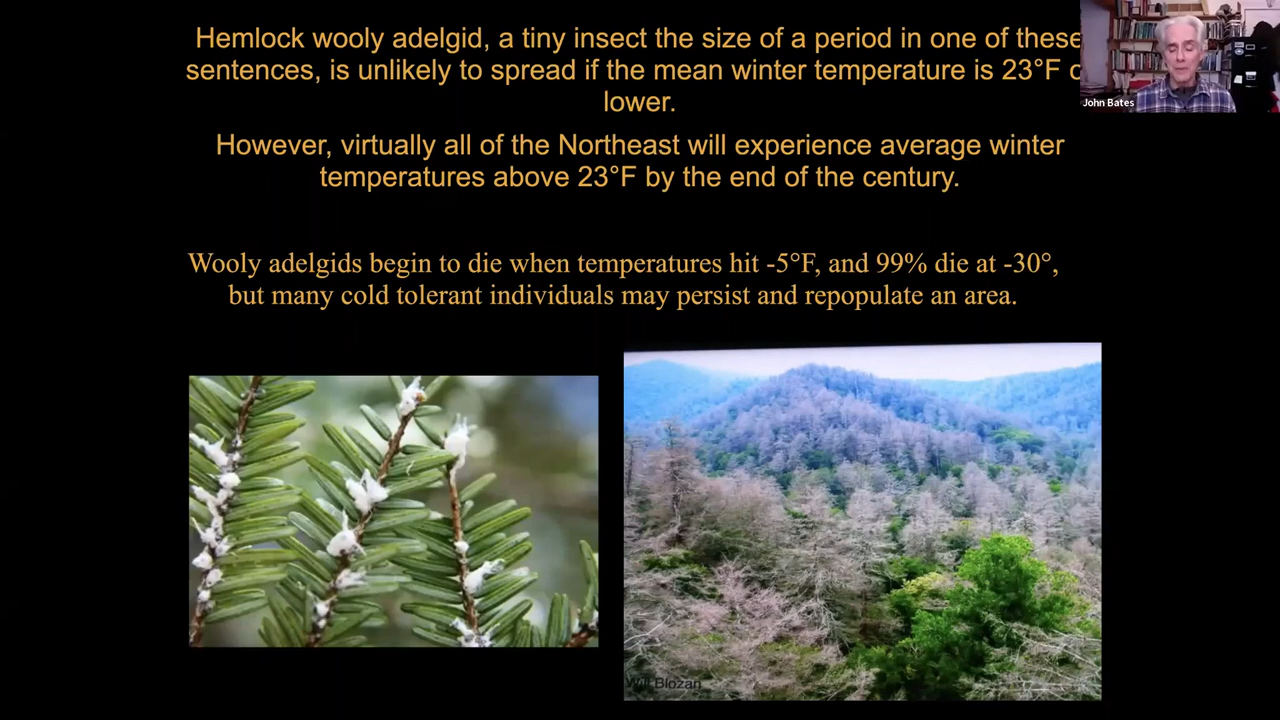 Hemlock wooly adelgid, a tiny insect the size of a period in one of these
sentences, is unlikely to spread if the mean winter temperature is 23°F
lower.
However, virtually all of the Northeast will experience average winter
temperatures above 23°F by the end of the century.
Wooly adelgids begin to die when temperatures hit -5°F, and 99% die at -30°,
but many cold tolerant individuals may persist and repopulate an area.
John Bates
Will Blozan